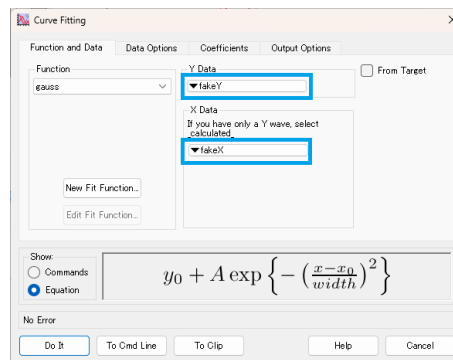 Curve Fitting
Function and Data
Data Options
Coefficients
Output Options
Function
gauss
Y Data
fakeY
From Target
X Data
If you have only a Y wave, select
_calculated_
fakeX
New Fit Function...
Edit Fit Function...
Show:
Commands
Equation
y₀ + A exp { − ( (x−x₀)/width )² }
No Error
Do It
To Cmd Line
To Clip
Help
Cancel